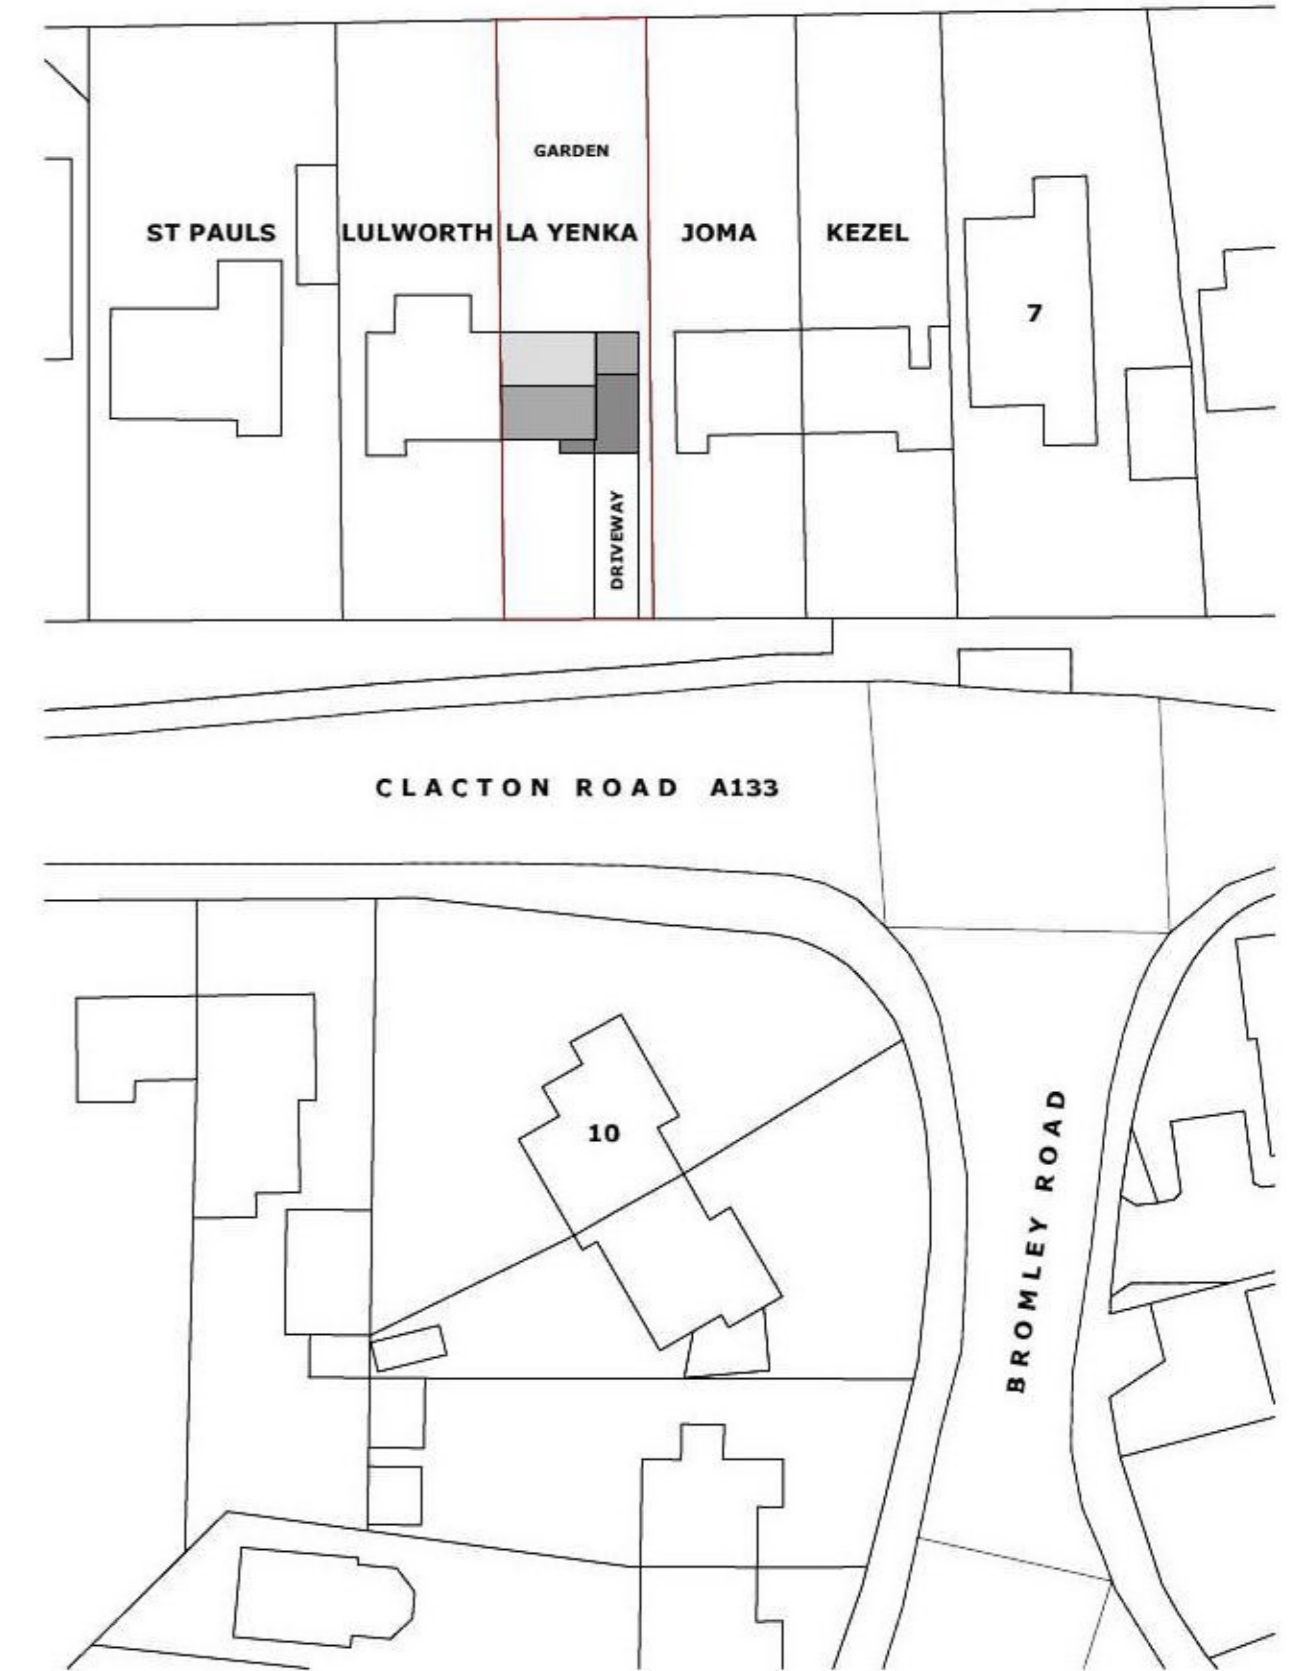 GARDEN
ST PAULS
LULWORTH
LA YENKA
JOMA
KEZEL
7
DRIVEWAY
CLACTON ROAD A133
10
BROMLEY ROAD